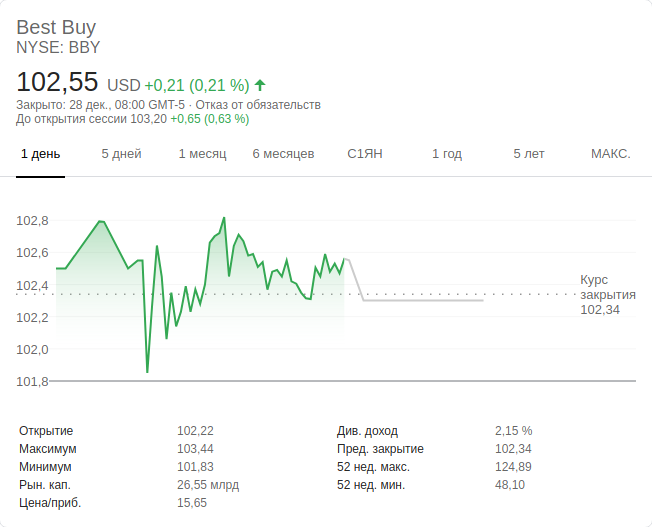 Best Buy
NYSE: BBY
102,55 USD +0,21 (0,21 %)
Закрыто: 28 дек., 08:00 GMT-5 · Отказ от обязательств
До открытия сессии 103,20 +0,65 (0,63 %)
1 день 5 дней 1 месяц 6 месяцев С1ЯН 1 год 5 лет МАКС.
102,8
102,6
102,4
102,2
102,0
101,8
Курс
закрытия
102,34
Открытие 102,22 Див. доход 2,15 %
Максимум 103,44 Пред. закрытие 102,34
Минимум 101,83 52 нед. макс. 124,89
Рын. кап. 26,55 млрд 52 нед. мин. 48,10
Цена/приб. 15,65